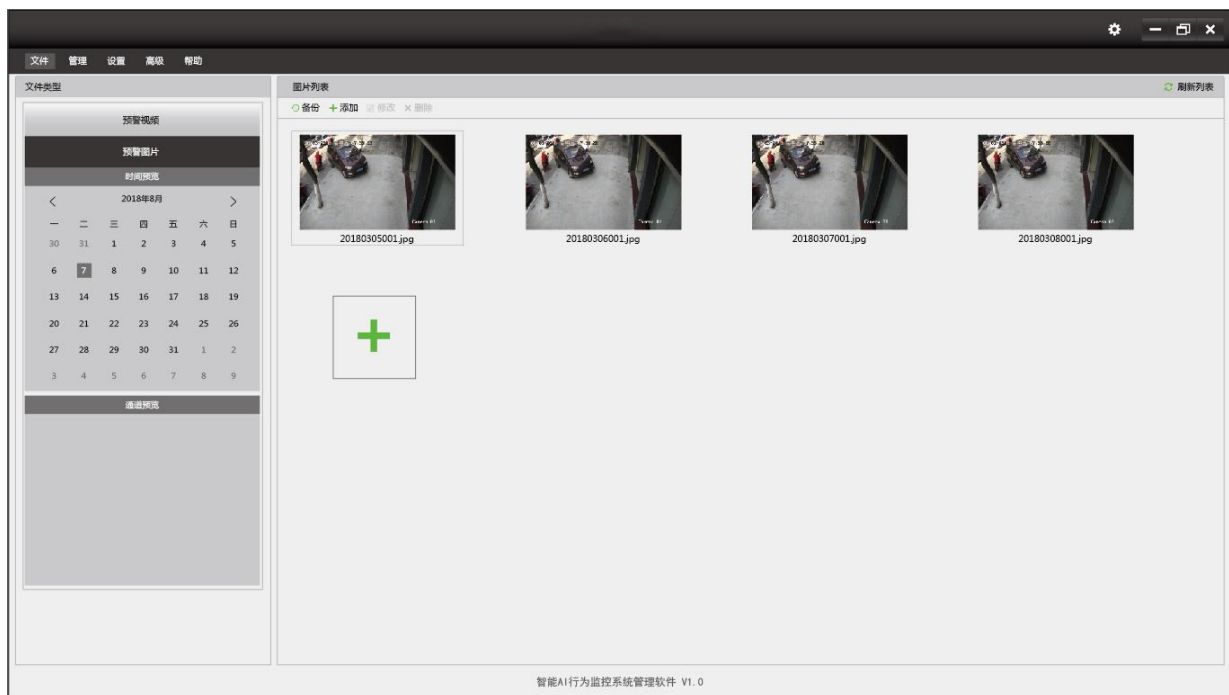 文件 管理 设置 高级 帮助
文件类型
预警视频
预警图片
时间预览
2018年8月
一 二 三 四 五 六 日
30 31 1 2 3 4 5
6 7 8 9 10 11 12
13 14 15 16 17 18 19
20 21 22 23 24 25 26
27 28 29 30 31 1 2
3 4 5 6 7 8 9
通道预览
图片列表 刷新列表
备份 添加 修改 删除
20180305001.jpg 20180306001.jpg 20180307001.jpg 20180308001.jpg
智能AI行为监控系统管理软件 V1.0